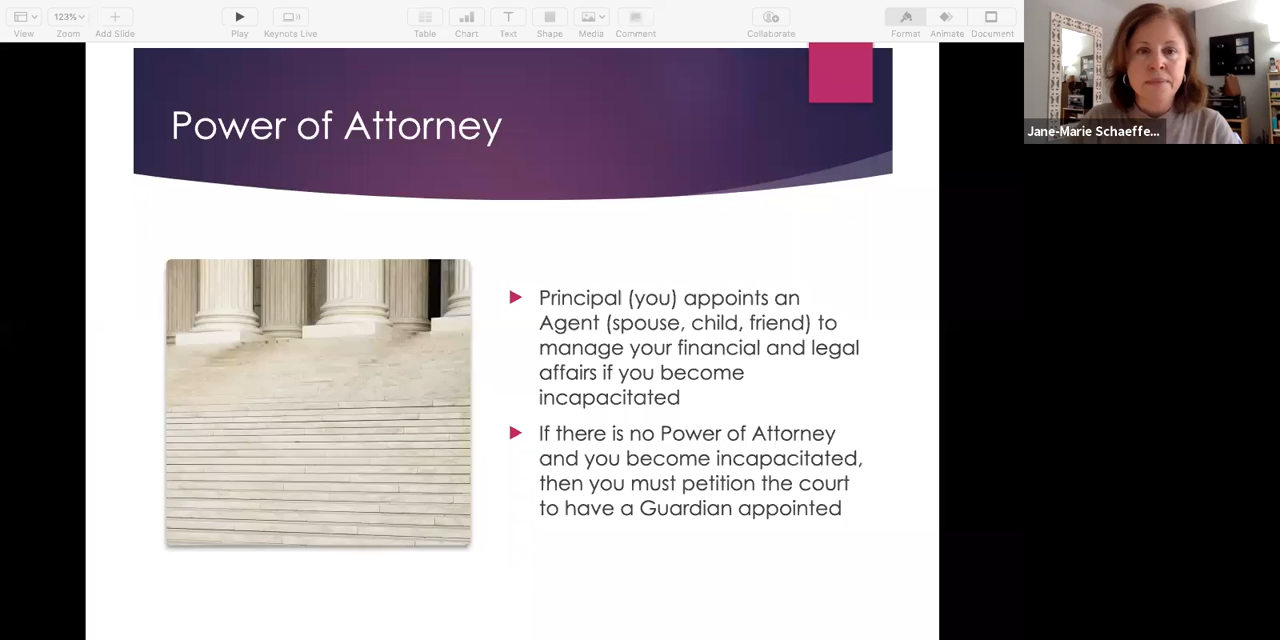 123%
View
Zoom
Add Slide
Play
Keynote Live
Table
Chart
Text
Shape
Media
Comment
Collaborate
Format
Animate
Document
Jane-Marie Schaeffe...
Power of Attorney
Principal (you) appoints an
Agent (spouse, child, friend) to
manage your financial and legal
affairs if you become
incapacitated
If there is no Power of Attorney
and you become incapacitated,
then you must petition the court
to have a Guardian appointed